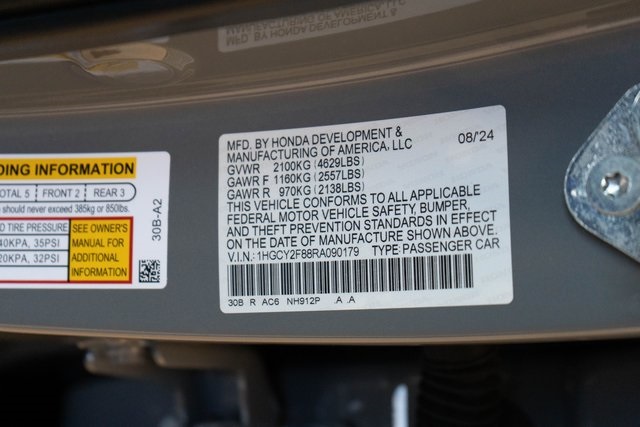 MFD. BY HONDA DEVELOPMENT &
MANUFACTURING OF AMERICA, LLC
08/24
GVWR 2100KG (4629LBS)
GAWR F 1160KG (2557LBS)
GAWR R 970KG (2138LBS)
THIS VEHICLE CONFORMS TO ALL APPLICABLE
FEDERAL MOTOR VEHICLE SAFETY, BUMPER,
AND THEFT PREVENTION STANDARDS IN EFFECT
ON THE DATE OF MANUFACTURE SHOWN ABOVE.
V.I.N.: 1HGCY2F88RA090179 TYPE: PASSENGER CAR
30B R AC6 NH912P .A .A
DING INFORMATION
OTAL 5 FRONT 2 REAR 3
should never exceed 385kg or 850lbs.
D TIRE PRESSURE
40KPA, 35PSI
20KPA, 32PSI
SEE OWNER'S
MANUAL FOR
ADDITIONAL
INFORMATION
30B-A2